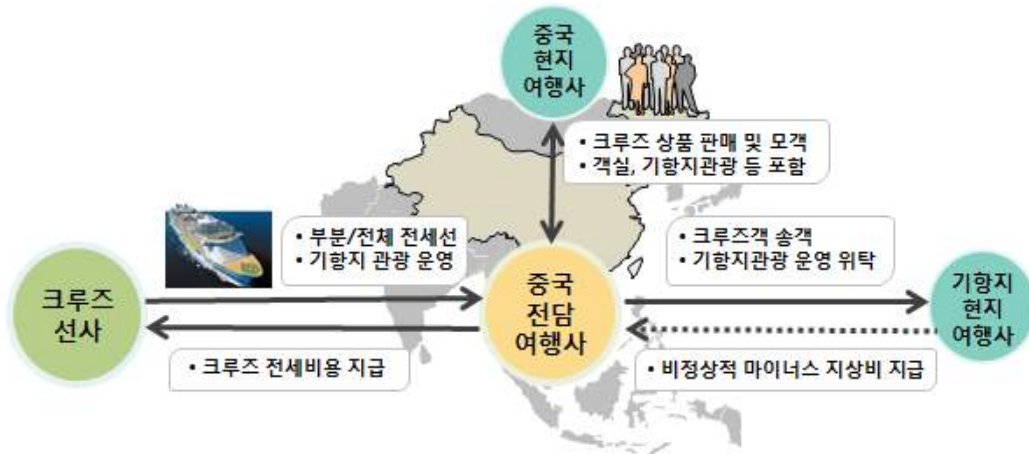 중국
현지
여행사
• 크루즈 상품 판매 및 모객
• 객실, 기항지관광 등 포함
• 부분/전체 전세선
• 기항지 관광 운영
• 크루즈객 송객
• 기항지관광 운영 위탁
크루즈
선사
중국
전담
여행사
기항지
현지
여행사
• 크루즈 전세비용 지급
• 비정상적 마이너스 지상비 지급